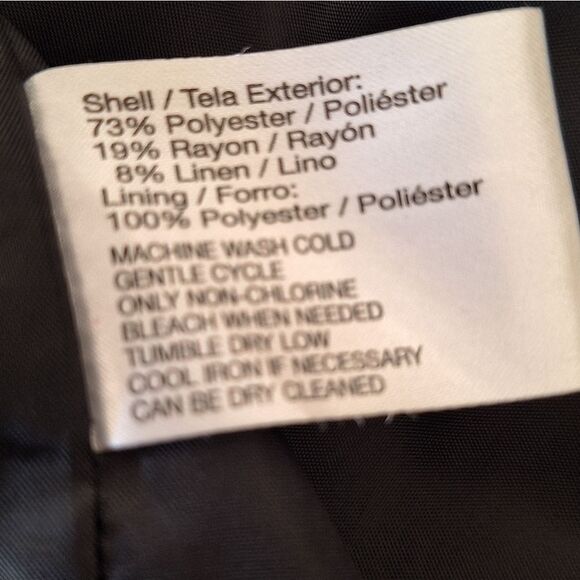 Shell / Tela Exterior:
73% Polyester / Poliéster
19% Rayon / Rayón
8% Linen / Lino
Lining / Forro:
100% Polyester / Poliéster
MACHINE WASH COLD
GENTLE CYCLE
ONLY NON-CHLORINE
BLEACH WHEN NEEDED
TUMBLE DRY LOW
COOL IRON IF NECESSARY
CAN BE DRY CLEANED